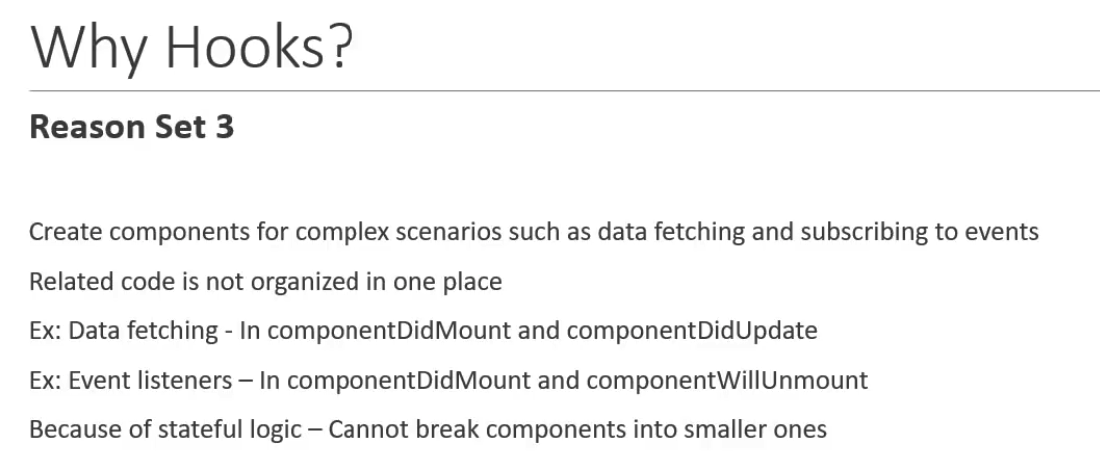 Why Hooks?
Reason Set 3
Create components for complex scenarios such as data fetching and subscribing to events
Related code is not organized in one place
Ex: Data fetching - In componentDidMount and componentDidUpdate
Ex: Event listeners – In componentDidMount and componentWillUnmount
Because of stateful logic – Cannot break components into smaller ones